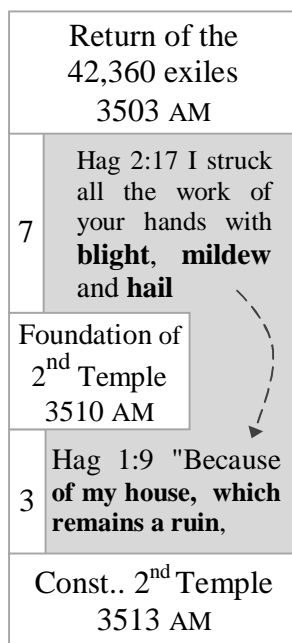 Return of the
42,360 exiles
3503 AM
7
Hag 2:17 I struck
all the work of
your hands with
blight, mildew
and hail
Foundation of
2nd Temple
3510 AM
3
Hag 1:9 "Because
of my house, which
remains a ruin,
Const.. 2nd Temple
3513 AM